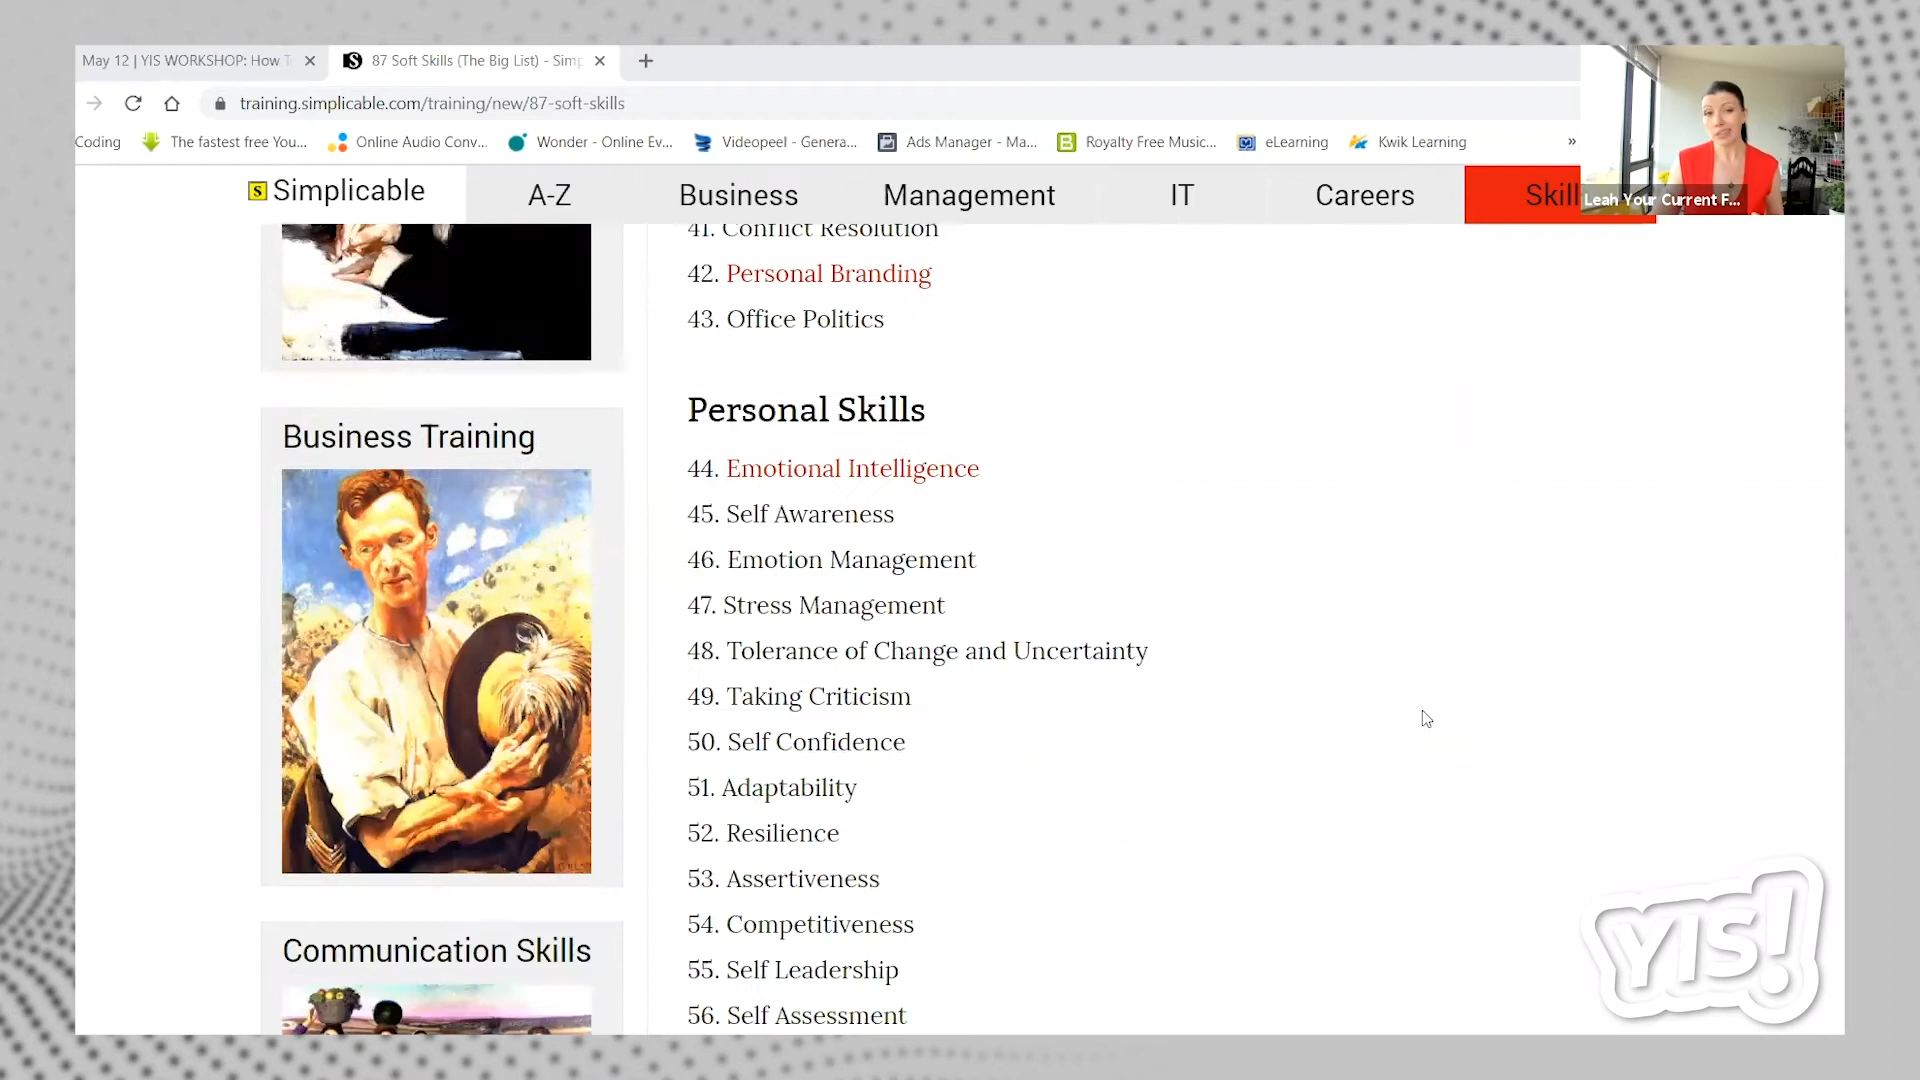 May 12 | YIS WORKSHOP: How T
87 Soft Skills (The Big List) - Simp
training.simplicable.com/training/new/87-soft-skills
Coding
The fastest free You...
Online Audio Conv...
Wonder - Online Ev...
Videopeel - Genera...
Ads Manager - Ma...
Royalty Free Music...
eLearning
Kwik Learning
»
S Simplicable
A-Z
Business
Management
IT
Careers
Skill
Leah Your Current F...
41. Conflict Resolution
42. Personal Branding
43. Office Politics
Personal Skills
44. Emotional Intelligence
45. Self Awareness
46. Emotion Management
47. Stress Management
48. Tolerance of Change and Uncertainty
49. Taking Criticism
50. Self Confidence
51. Adaptability
52. Resilience
53. Assertiveness
54. Competitiveness
55. Self Leadership
56. Self Assessment
Business Training
Communication Skills
YIS!